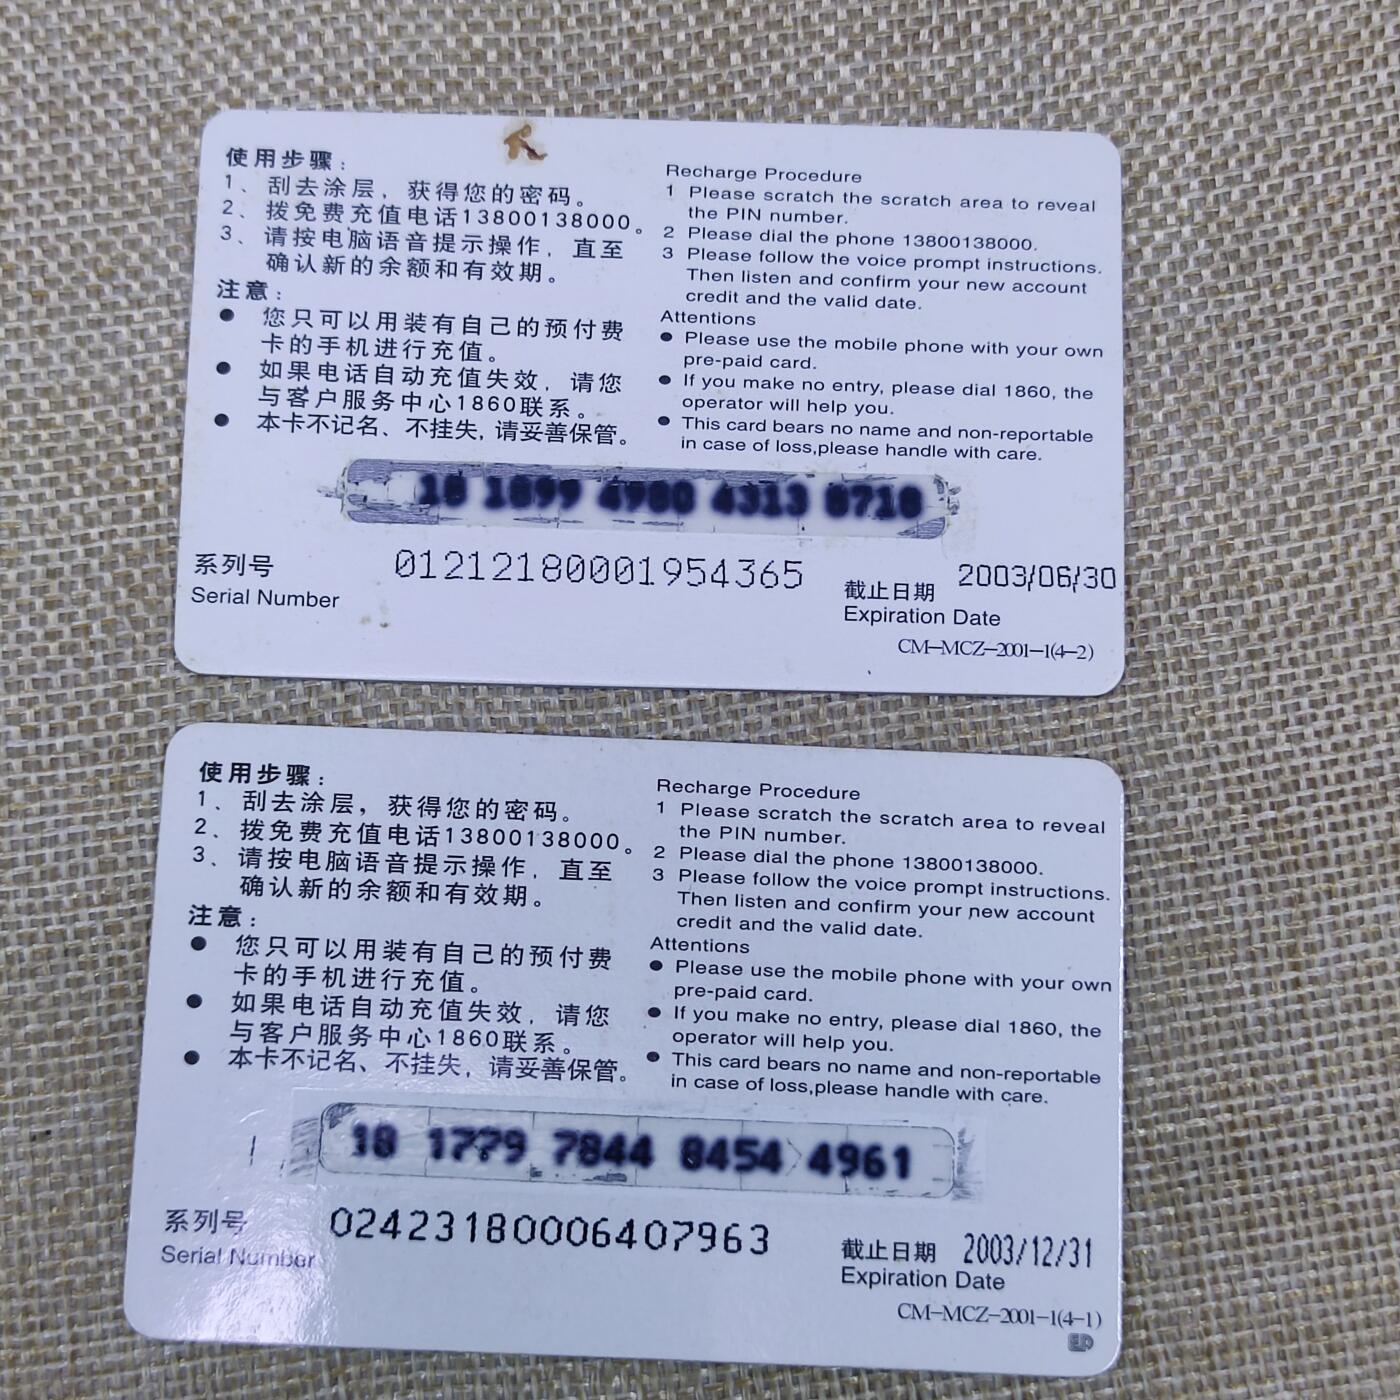 使用步骤：
1、刮去涂层，获得您的密码。
2、拨免费充值电话13800138000。
3、请按电脑语音提示操作，直至
确认新的余额和有效期。
注意：
● 您只可以用装有自己的预付费
卡的手机进行充值。
● 如果电话自动充值失效，请您
与客户服务中心1860联系。
● 本卡不记名、不挂失,请妥善保管。
Recharge Procedure
1 Please scratch the scratch area to reveal
the PIN number.
2 Please dial the phone 13800138000.
3 Please follow the voice prompt instructions.
Then listen and confirm your new account
credit and the valid date.
Attentions
● Please use the mobile phone with your own
pre-paid card.
● If you make no entry, please dial 1860, the
operator will help you.
● This card bears no name and non-reportable
in case of loss,please handle with care.
系列号
Serial Number
01212180001954365
截止日期 2003/06/30
Expiration Date
CM-MCZ-2001-1(4-2)
使用步骤：
1、刮去涂层，获得您的密码。
2、拨免费充值电话13800138000。
3、请按电脑语音提示操作，直至
确认新的余额和有效期。
注意：
● 您只可以用装有自己的预付费
卡的手机进行充值。
● 如果电话自动充值失效，请您
与客户服务中心1860联系。
● 本卡不记名、不挂失，请妥善保管。
Recharge Procedure
1 Please scratch the scratch area to reveal
the PIN number.
2 Please dial the phone 13800138000.
3 Please follow the voice prompt instructions.
Then listen and confirm your new account
credit and the valid date.
Attentions
● Please use the mobile phone with your own
pre-paid card.
● If you make no entry, please dial 1860, the
operator will help you.
● This card bears no name and non-reportable
in case of loss,please handle with care.
1779 7844 8454 4961
系列号
Serial Number
02423180006407963
截止日期 2003/12/31
Expiration Date
CM-MCZ-2001-1(4-1)
EP